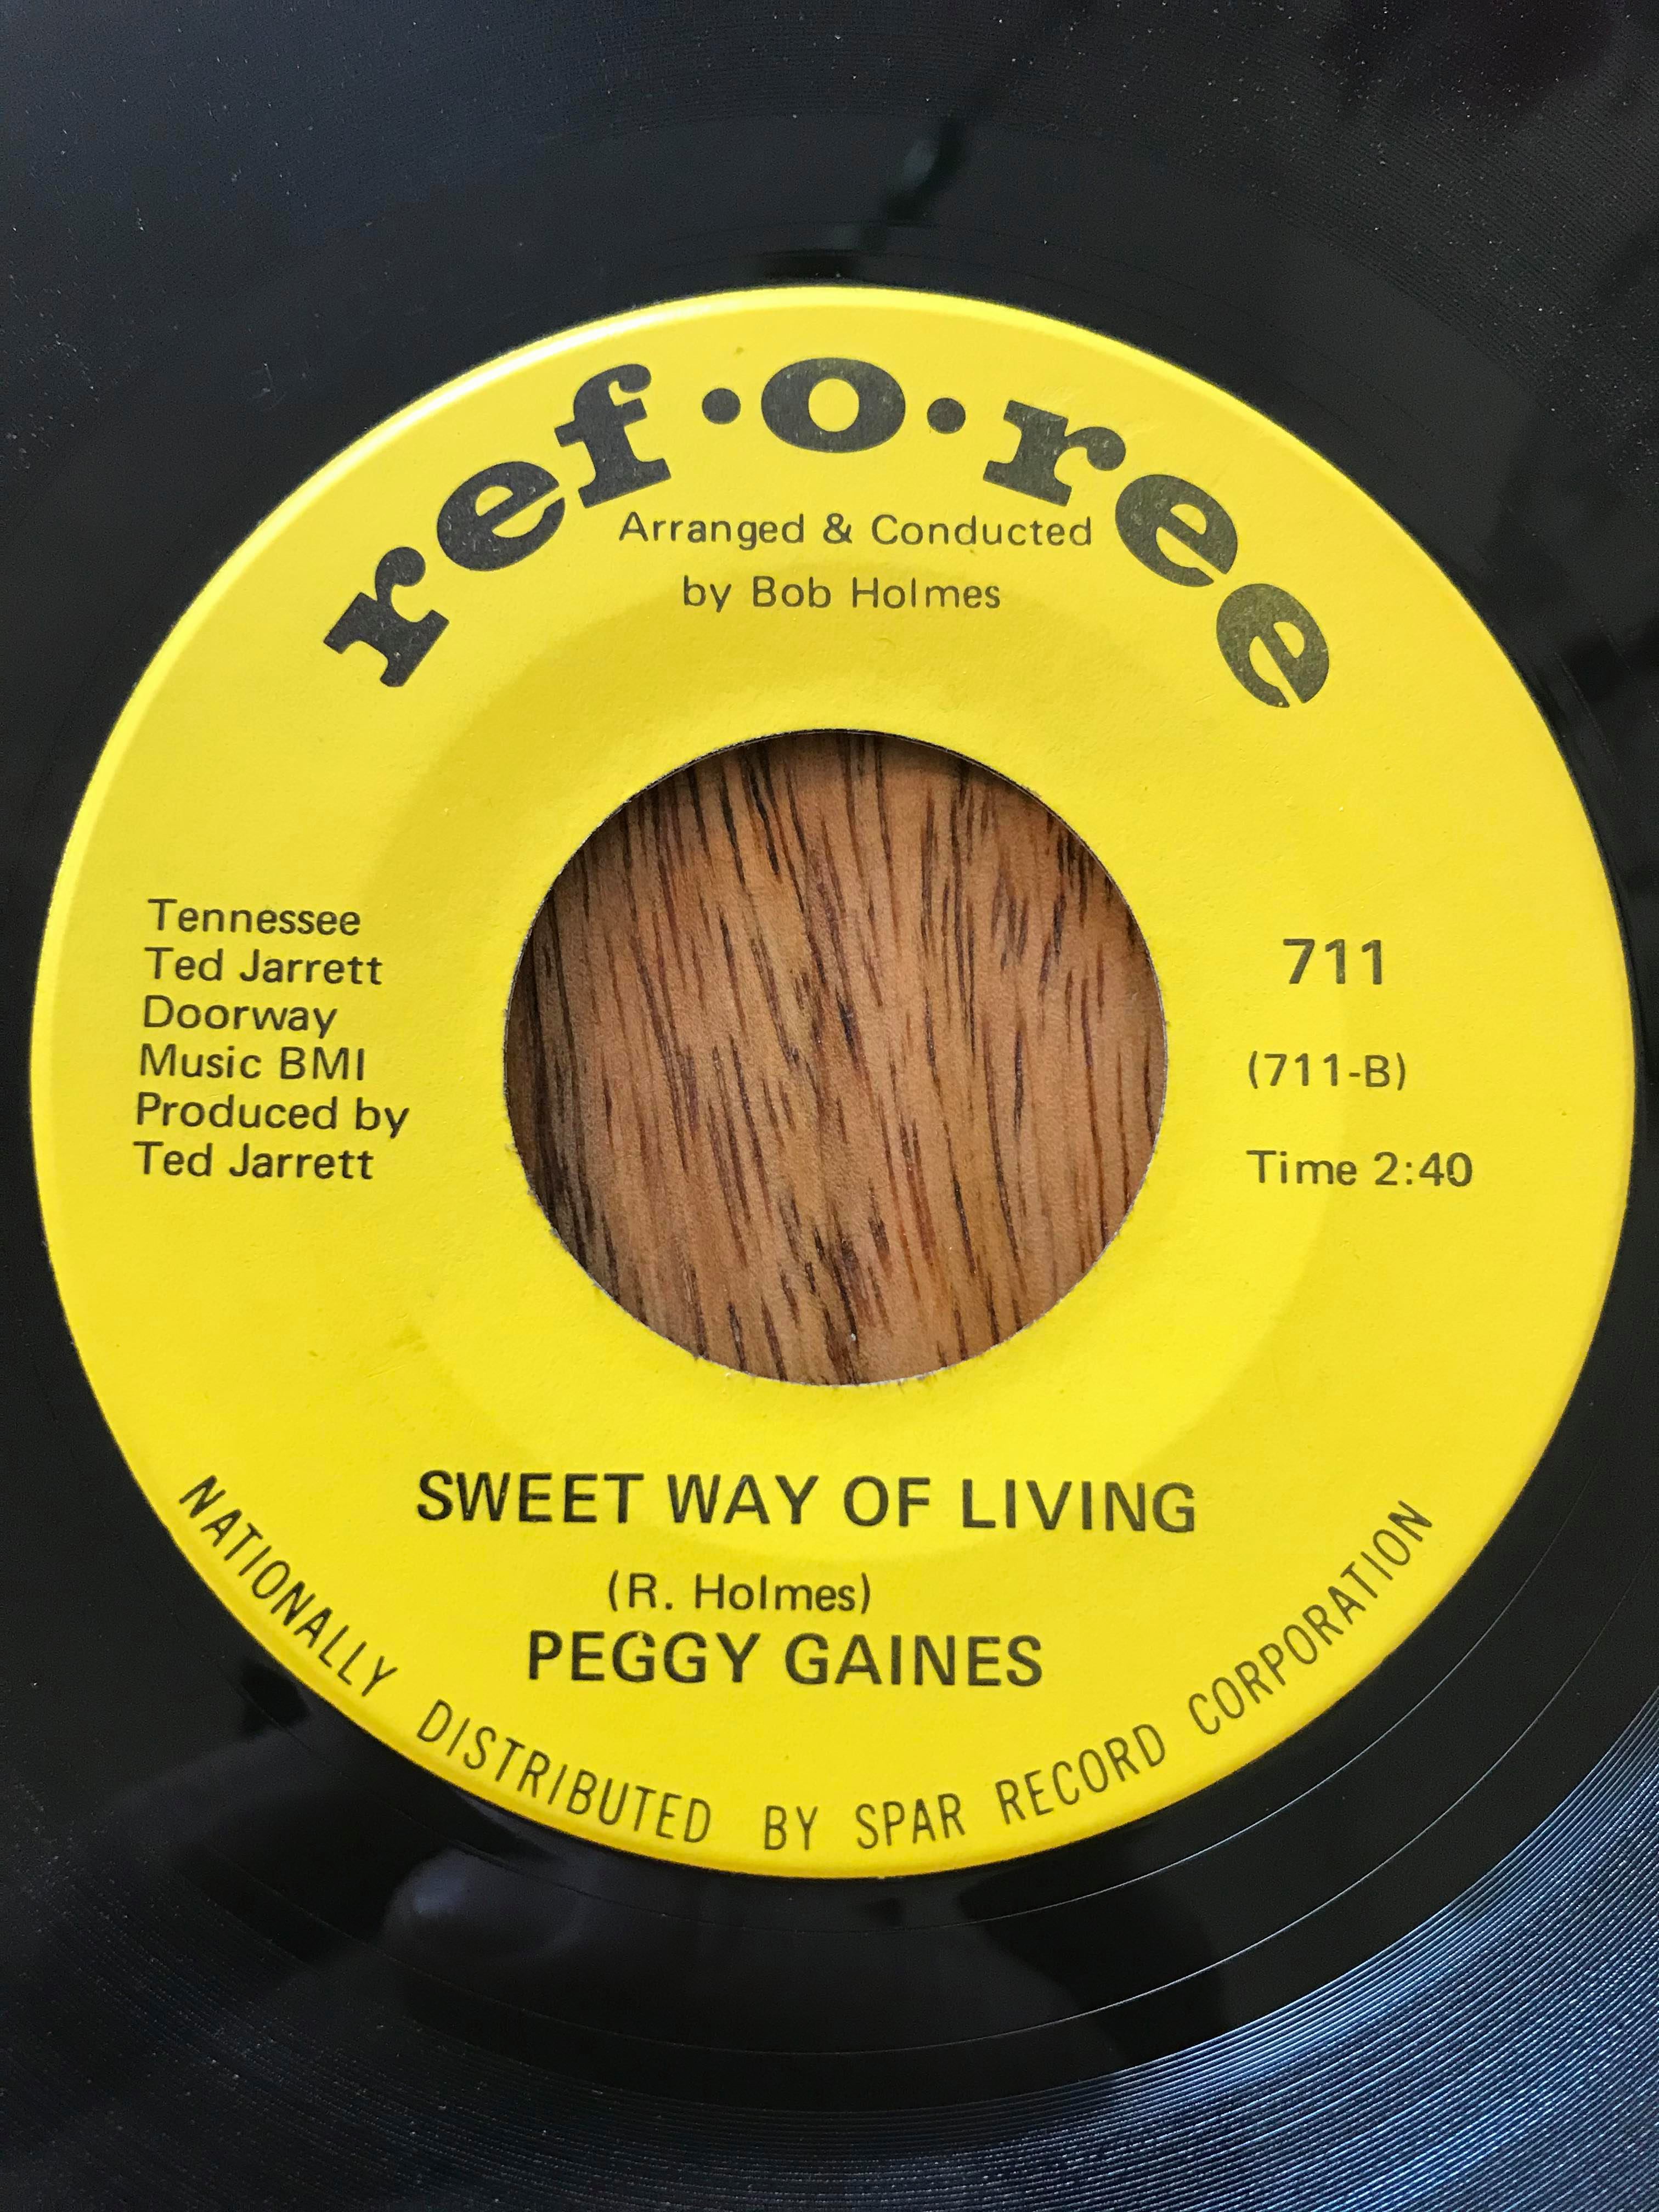 ref·O·ree
Arranged & Conducted
by Bob Holmes
Tennessee
Ted Jarrett
Doorway
Music BMI
Produced by
Ted Jarrett
711
(711-B)
Time 2:40
SWEET WAY OF LIVING
(R. Holmes)
PEGGY GAINES
NATIONALLY DISTRIBUTED BY SPAR RECORD CORPORATION